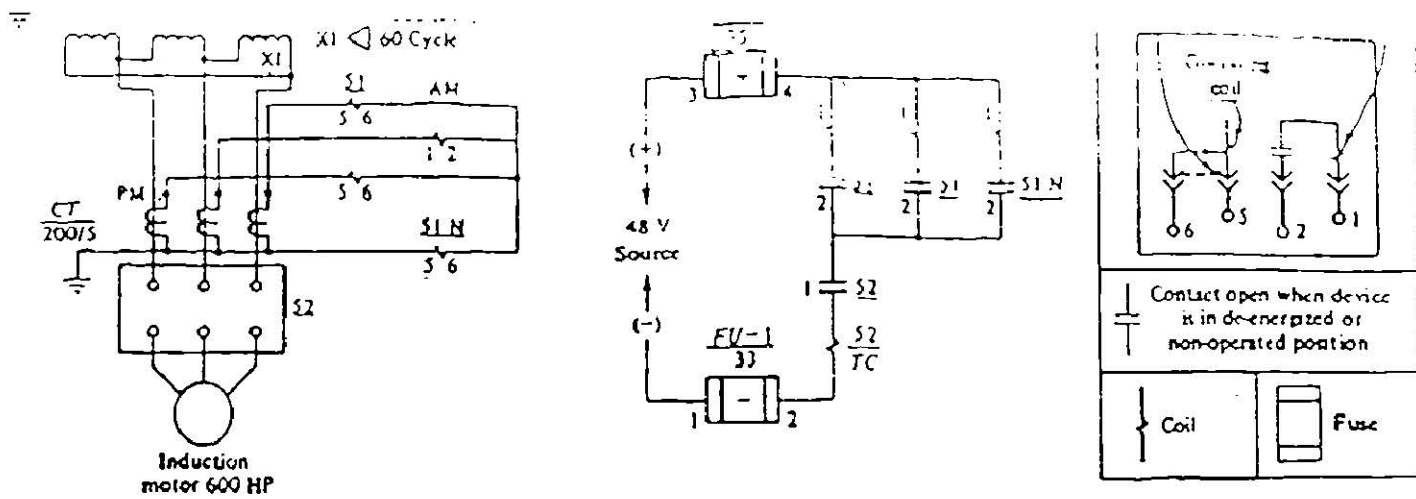 X1
60 Cycle
X1
51
AM
5 6
1 2
5 6
PM
CT
200/5
51 N
5 6
52
Induction
motor 600 HP
3
4
(+)
48 V
Source
(-)
2
2
51
2
51 N
1
52
52
TC
FU-1
33
1
2
coil
6
5
2
1
Contact open when device
is in de-energized or
non-operated position
Coil
Fuse